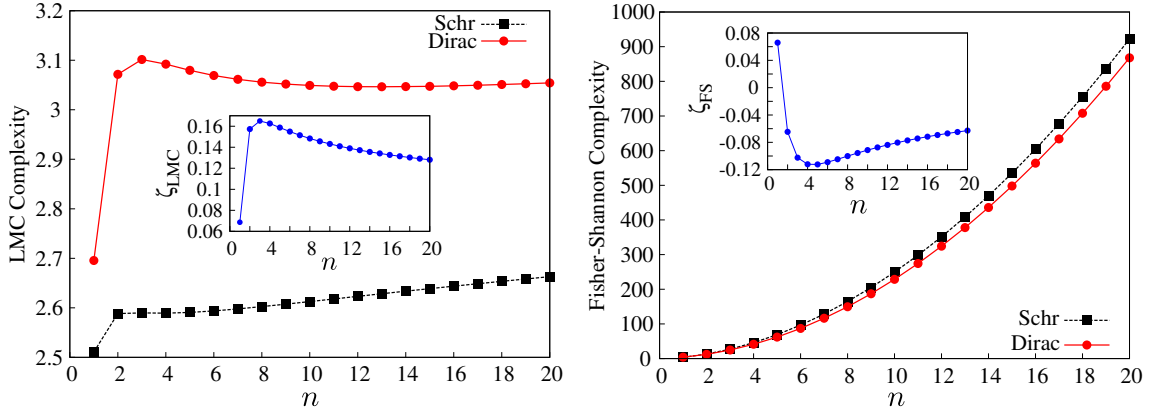 LMC Complexity
3.2
3.1
3
2.9
2.8
2.7
2.6
2.5
0 2 4 6 8 10 12 14 16 18 20
n
Schr
Dirac
ζLMC
0.16
0.14
0.12
0.10
0.08
0.06
0 4 8 12 16 20
n
Fisher-Shannon Complexity
1000
900
800
700
600
500
400
300
200
100
0
0 2 4 6 8 10 12 14 16 18 20
n
Schr
Dirac
ζFS
0.08
0.04
0
-0.04
-0.08
-0.12
0 4 8 12 16 20
n